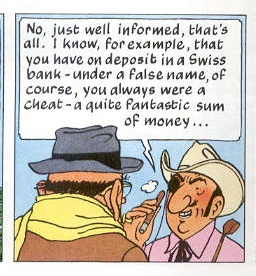 No, just well informed, that's
all. I know, for example, that
you have on deposit in a Swiss
bank - under a false name, of
course, you always were a
cheat - a quite fantastic sum
of money...